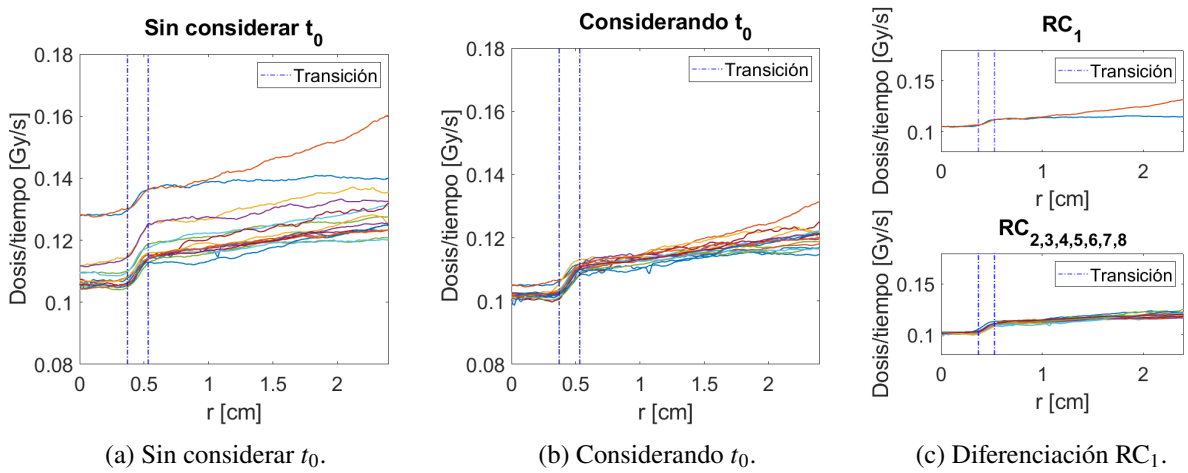 Sin considerar t0
Transición
Dosis/tiempo [Gy/s]
0.18
0.16
0.14
0.12
0.1
0.08
0
0.5
1
1.5
2
r [cm]
(a) Sin considerar t0.
Considerando t0
Transición
Dosis/tiempo [Gy/s]
0.18
0.16
0.14
0.12
0.1
0.08
0
0.5
1
1.5
2
r [cm]
(b) Considerando t0.
RC1
Transición
Dosis/tiempo [Gy/s]
0.15
0.1
0
1
2
r [cm]
RC2,3,4,5,6,7,8
Transición
Dosis/tiempo [Gy/s]
0.15
0.1
0
1
2
r [cm]
(c) Diferenciación RC1.